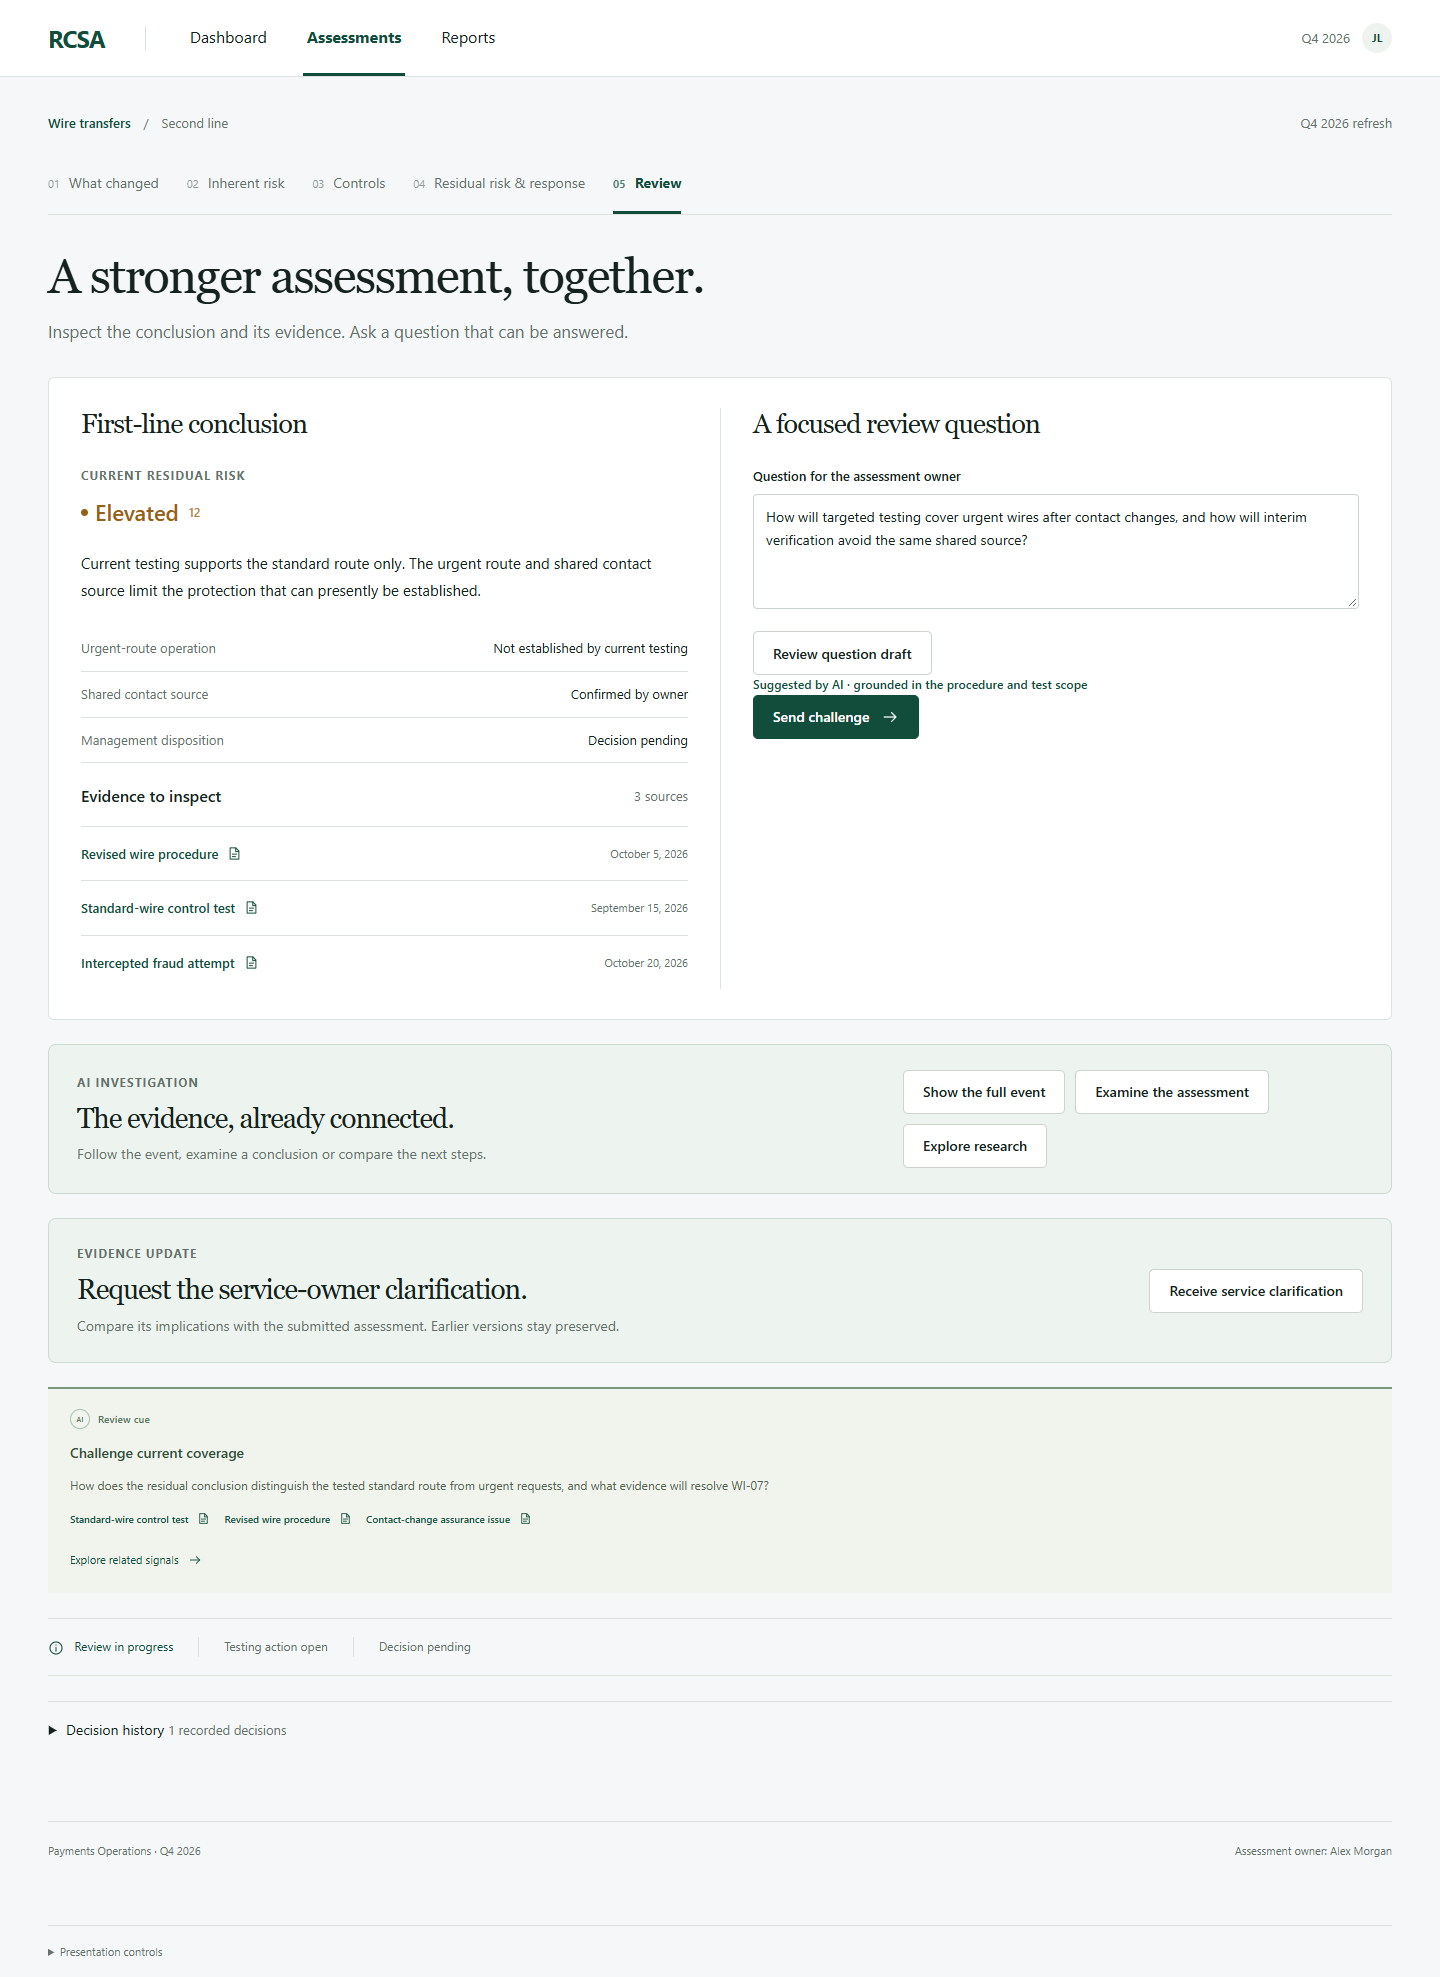 RCSA
Dashboard
Assessments
Reports
Q4 2026
JL
Wire transfers / Second line
Q4 2026 refresh
01 What changed
02 Inherent risk
03 Controls
04 Residual risk & response
05 Review
A stronger assessment, together.
Inspect the conclusion and its evidence. Ask a question that can be answered.
First-line conclusion
CURRENT RESIDUAL RISK
• Elevated 12
Current testing supports the standard route only. The urgent route and shared contact
source limit the protection that can presently be established.
Urgent-route operation Not established by current testing
Shared contact source Confirmed by owner
Management disposition Decision pending
Evidence to inspect 3 sources
Revised wire procedure October 5, 2026
Standard-wire control test September 15, 2026
Intercepted fraud attempt October 20, 2026
A focused review question
Question for the assessment owner
How will targeted testing cover urgent wires after contact changes, and how will interim
verification avoid the same shared source?
Review question draft
Suggested by AI · grounded in the procedure and test scope
Send challenge →
AI INVESTIGATION
The evidence, already connected.
Follow the event, examine a conclusion or compare the next steps.
Show the full event
Examine the assessment
Explore research
EVIDENCE UPDATE
Request the service-owner clarification.
Compare its implications with the submitted assessment. Earlier versions stay preserved.
Receive service clarification
AI Review cue
Challenge current coverage
How does the residual conclusion distinguish the tested standard route from urgent requests, and what evidence will resolve WI-07?
Standard-wire control test
Revised wire procedure
Contact-change assurance issue
Explore related signals →
Review in progress
Testing action open
Decision pending
Decision history 1 recorded decisions
Payments Operations · Q4 2026
Assessment owner: Alex Morgan
Presentation controls